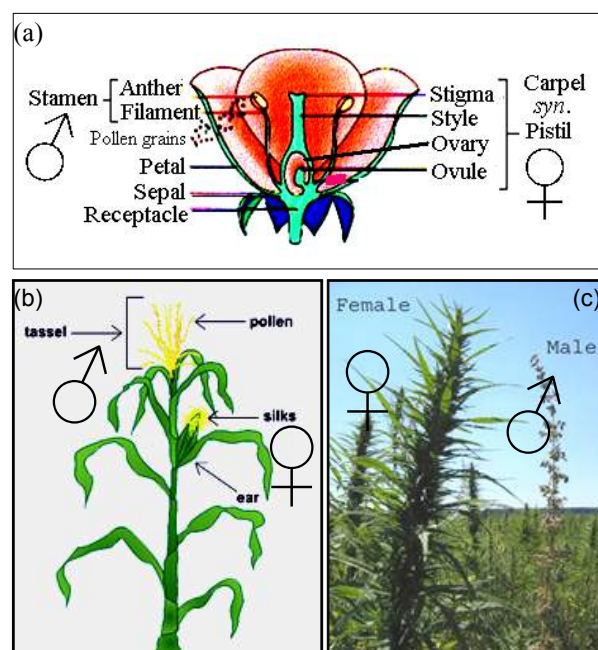 (a)
Stamen
Anther
Filament
Pollen grains
Petal
Sepal
Receptacle
Stigma
Style
Ovary
Ovule
Carpel
syn.
Pistil
(b)
tassel
pollen
silks
ear
(c)
Female
Male